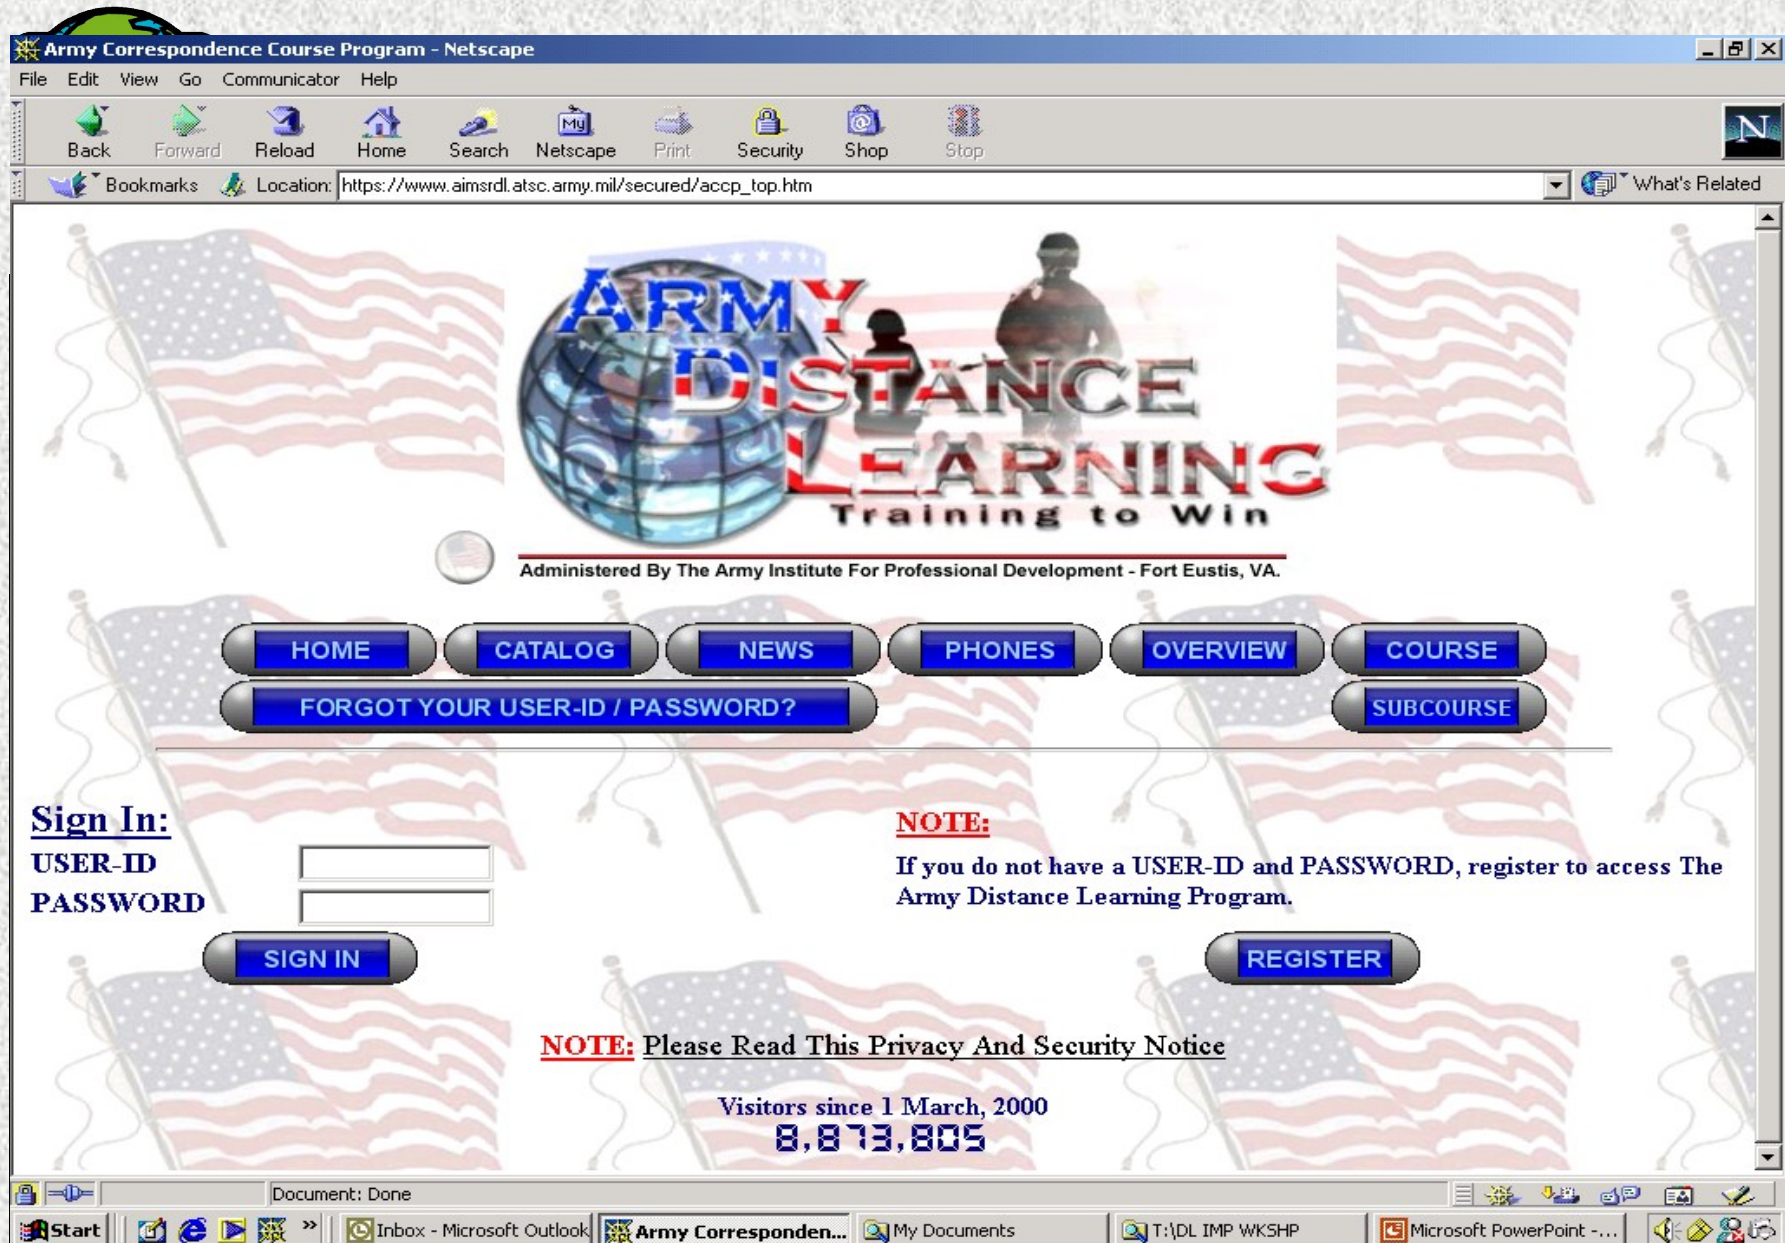 Army Correspondence Course Program - Netscape
File Edit View Go Communicator Help
My
N
Back Forward Reload Home Search Netscape Print Security Shop Stop
Bookmarks Location: https://www.aimsrdl.atsc.army.mil/secured/accp_top.htm What's Related
ARMY
DISTANCE
LEARNING
Training to Win
Administered By The Army Institute For Professional Development - Fort Eustis, VA.
HOME CATALOG NEWS PHONES OVERVIEW COURSE
FORGOT YOUR USER-ID / PASSWORD? SUBCOURSE
Sign In:
USER-ID
PASSWORD
SIGN IN
NOTE:
If you do not have a USER-ID and PASSWORD, register to access The
Army Distance Learning Program.
REGISTER
NOTE: Please Read This Privacy And Security Notice
Visitors since 1 March, 2000
8,873,805
Document: Done
Start » Inbox - Microsoft Outlook Army Corresponden... My Documents T:\DL IMP WKSHP Microsoft PowerPoint -...